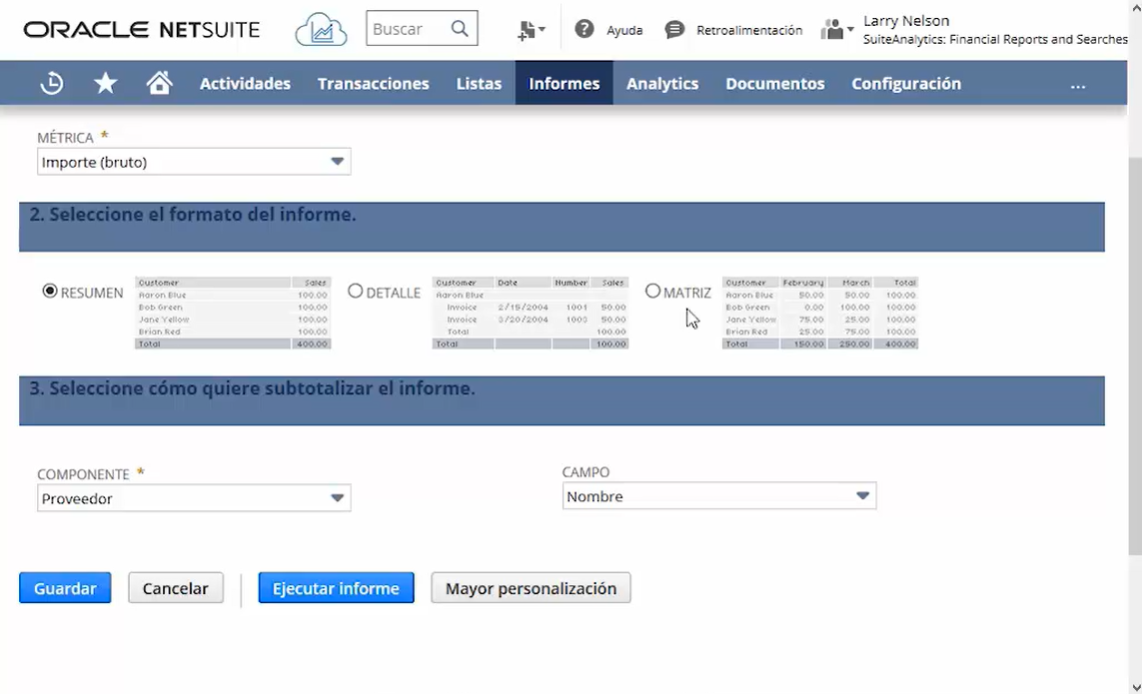 ORACLE NETSUITE
Buscar
Ayuda
Retroalimentación
Larry Nelson
SuiteAnalytics: Financial Reports and Searches
Actividades Transacciones Listas Informes Analytics Documentos Configuración ...
MÉTRICA *
Importe (bruto)
2. Seleccione el formato del informe.
RESUMEN
Customer Sales
Aaron Blue 100.00
Bob Green 100.00
Jane Yellow 100.00
Brian Red 100.00
Total 400.00
DETALLE
Customer Date Number Sales
Aaron Blue
Invoice 2/15/2004 1001 50.00
Invoice 3/20/2004 1003 50.00
Total 100.00
Total 100.00
MATRIZ
Customer February March Total
Aaron Blue 50.00 50.00 100.00
Bob Green 0.00 100.00 100.00
Jane Yellow 75.00 25.00 100.00
Brian Red 25.00 75.00 100.00
Total 150.00 250.00 400.00
3. Seleccione cómo quiere subtotalizar el informe.
COMPONENTE *
Proveedor
CAMPO
Nombre
Guardar Cancelar Ejecutar informe Mayor personalización